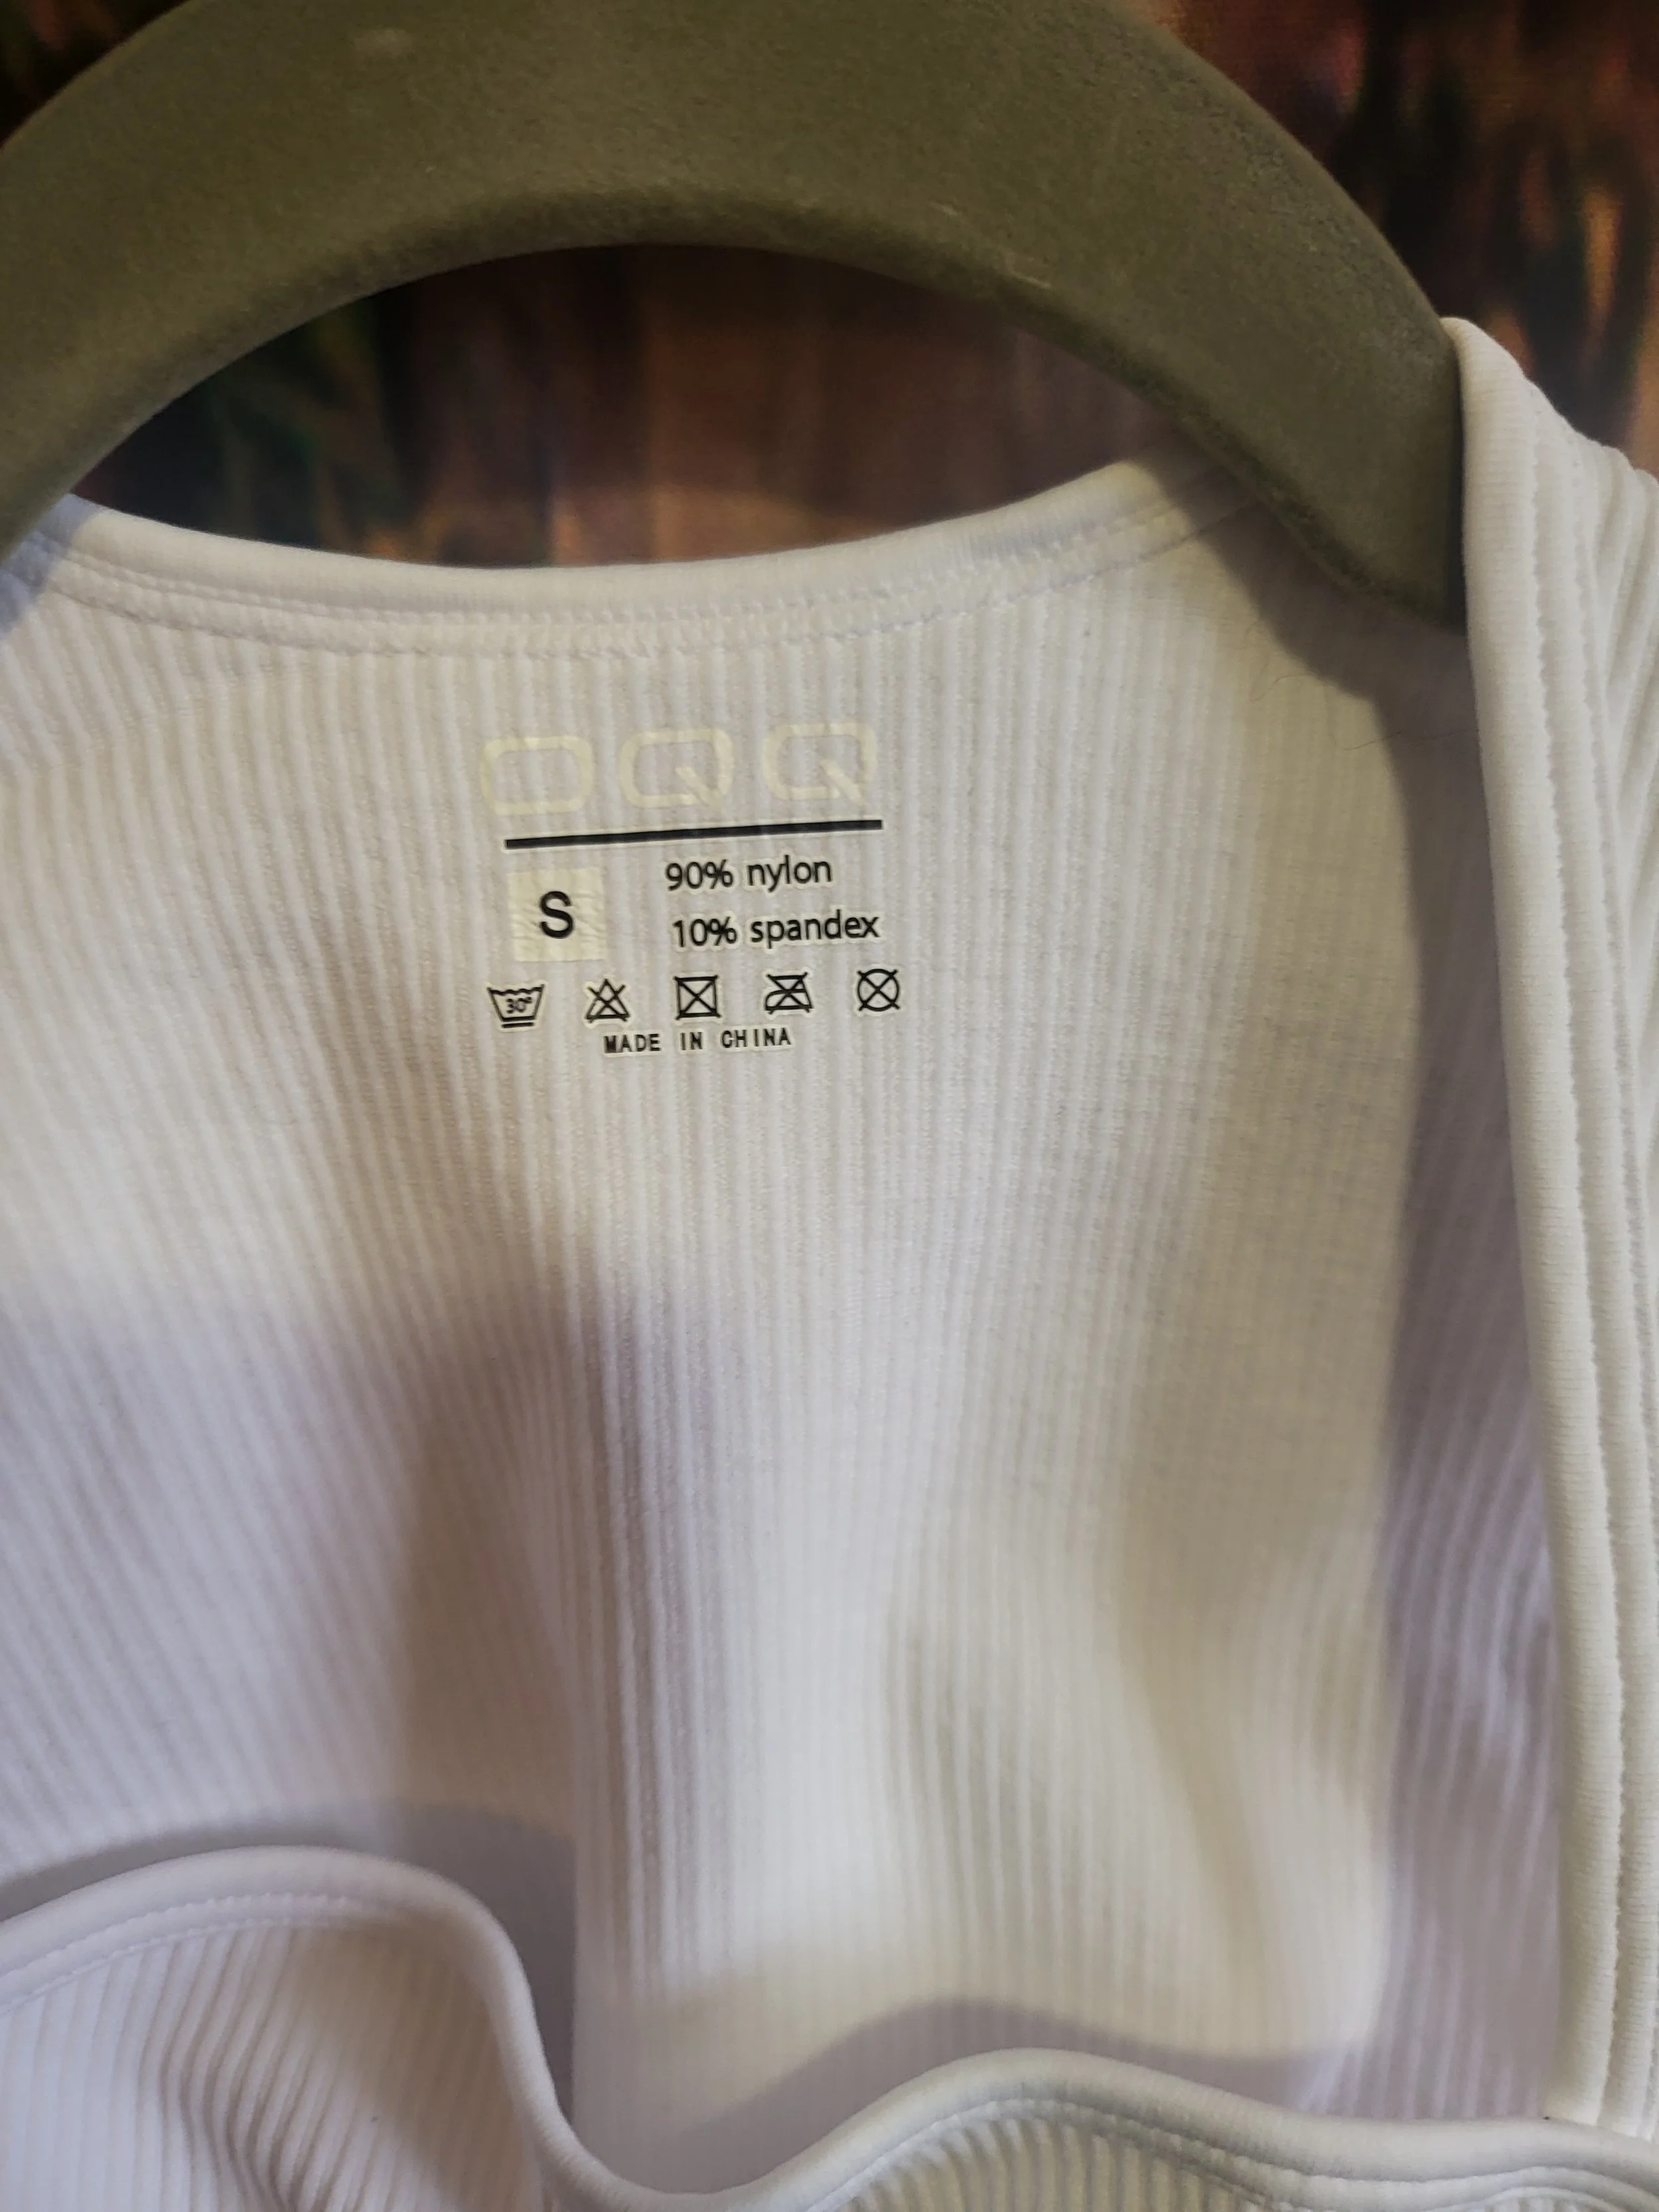 OQQ
S
90% nylon
10% spandex
30°
MADE IN CHINA